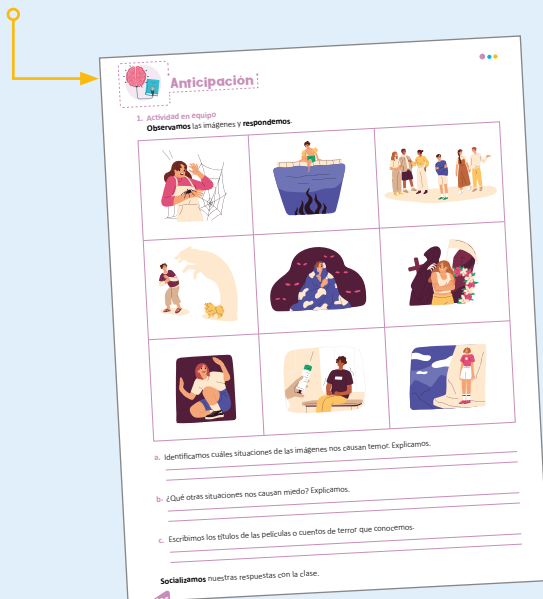 Anticipación
1. Actividad en equipo
Observamos las imágenes y respondemos.
a. Identificamos cuáles situaciones de las imágenes nos causan temor. Explicamos.
b. ¿Qué otras situaciones nos causan miedo? Explicamos.
c. Escribimos los títulos de las películas o cuentos de terror que conocemos.
Socializamos nuestras respuestas con la clase.